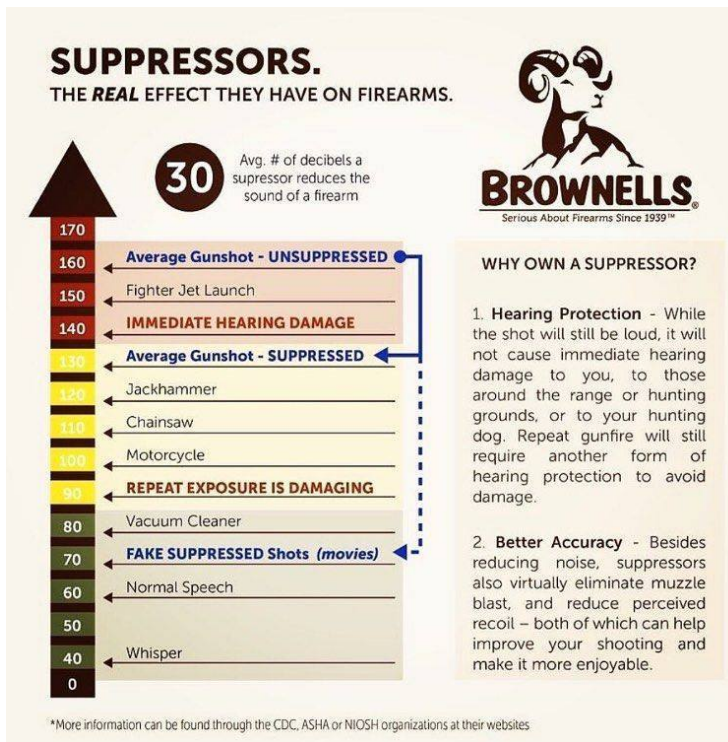 SUPPRESSORS.
THE REAL EFFECT THEY HAVE ON FIREARMS.
30
Avg. # of decibels a
supressor reduces the
sound of a firearm
BROWNELLS®
Serious About Firearms Since 1939™
170
160 Average Gunshot - UNSUPPRESSED
150 Fighter Jet Launch
140 IMMEDIATE HEARING DAMAGE
130 Average Gunshot - SUPPRESSED
120 Jackhammer
110 Chainsaw
100 Motorcycle
90 REPEAT EXPOSURE IS DAMAGING
80 Vacuum Cleaner
70 FAKE SUPPRESSED Shots (movies)
60 Normal Speech
50
40 Whisper
0
WHY OWN A SUPPRESSOR?
1. Hearing Protection - While
the shot will still be loud, it will
not cause immediate hearing
damage to you, to those
around the range or hunting
grounds, or to your hunting
dog. Repeat gunfire will still
require another form of
hearing protection to avoid
damage.
2. Better Accuracy - Besides
reducing noise, suppressors
also virtually eliminate muzzle
blast, and reduce perceived
recoil – both of which can help
improve your shooting and
make it more enjoyable.
*More information can be found through the CDC, ASHA or NIOSH organizations at their websites